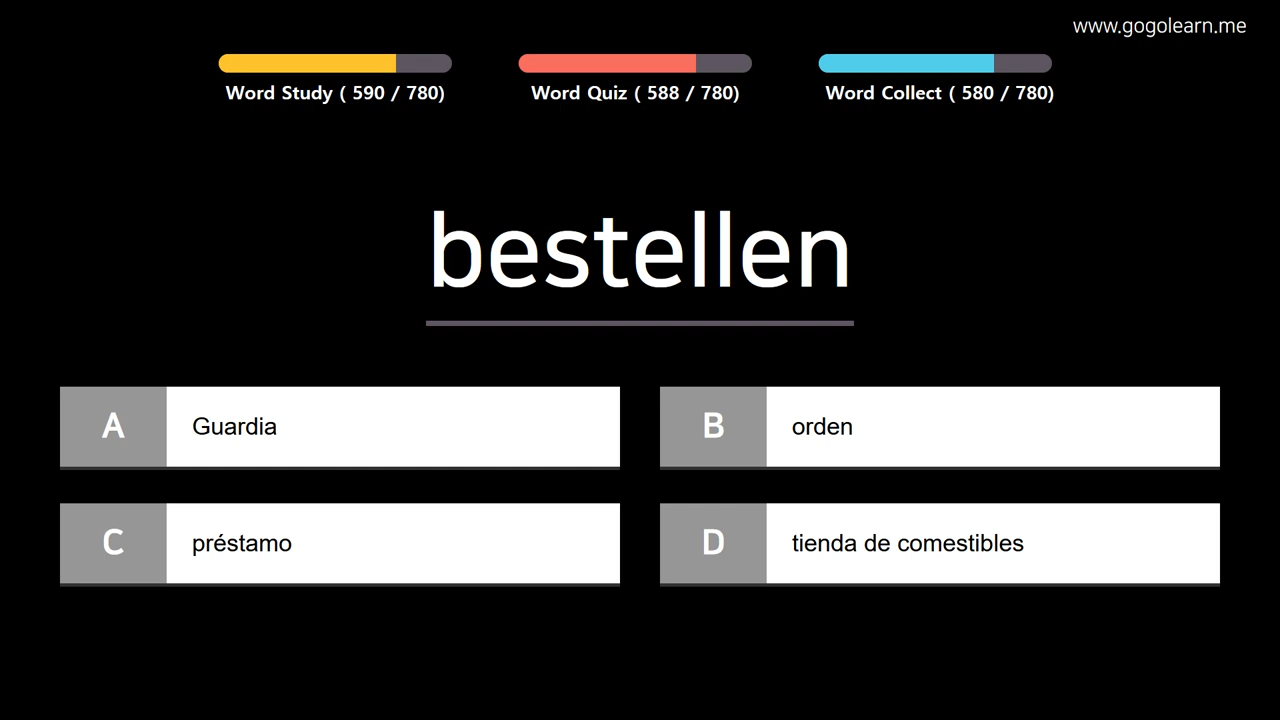 www.gogolearn.me
Word Study ( 590 / 780)
Word Quiz ( 588 / 780)
Word Collect ( 580 / 780)
bestellen
A Guardia
B orden
C préstamo
D tienda de comestibles